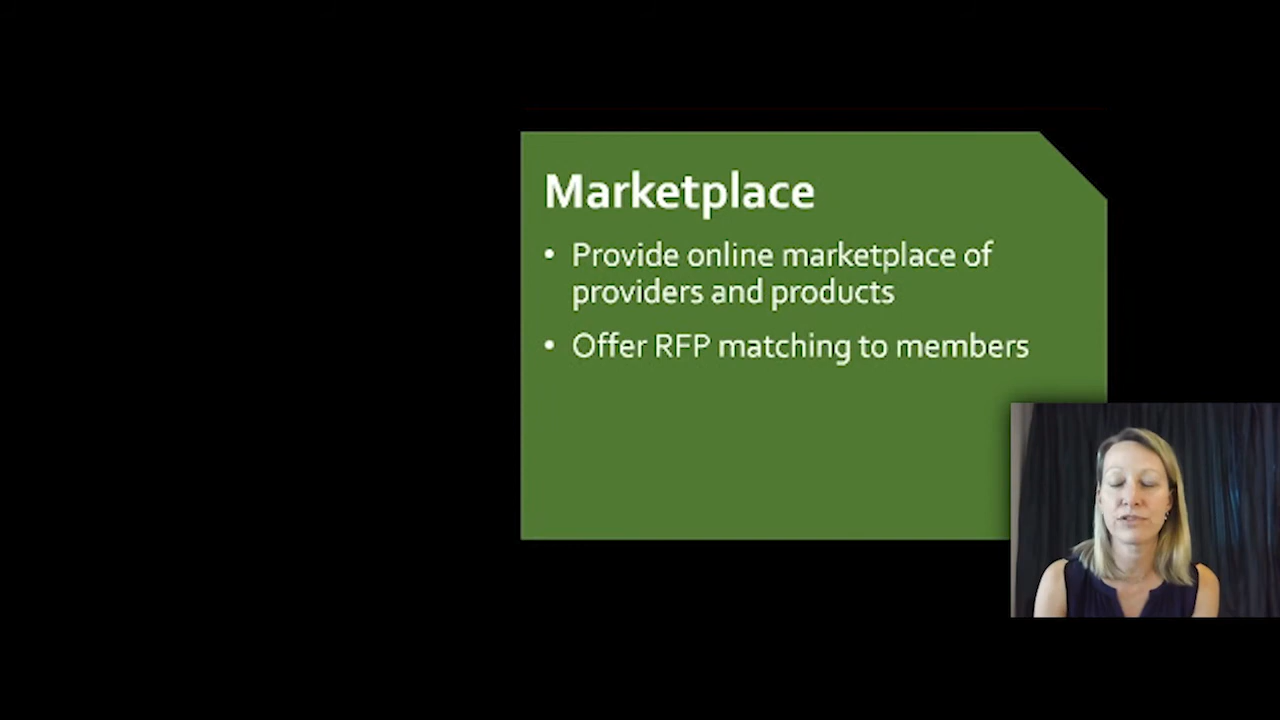 Marketplace
• Provide online marketplace of
providers and products
• Offer RFP matching to members